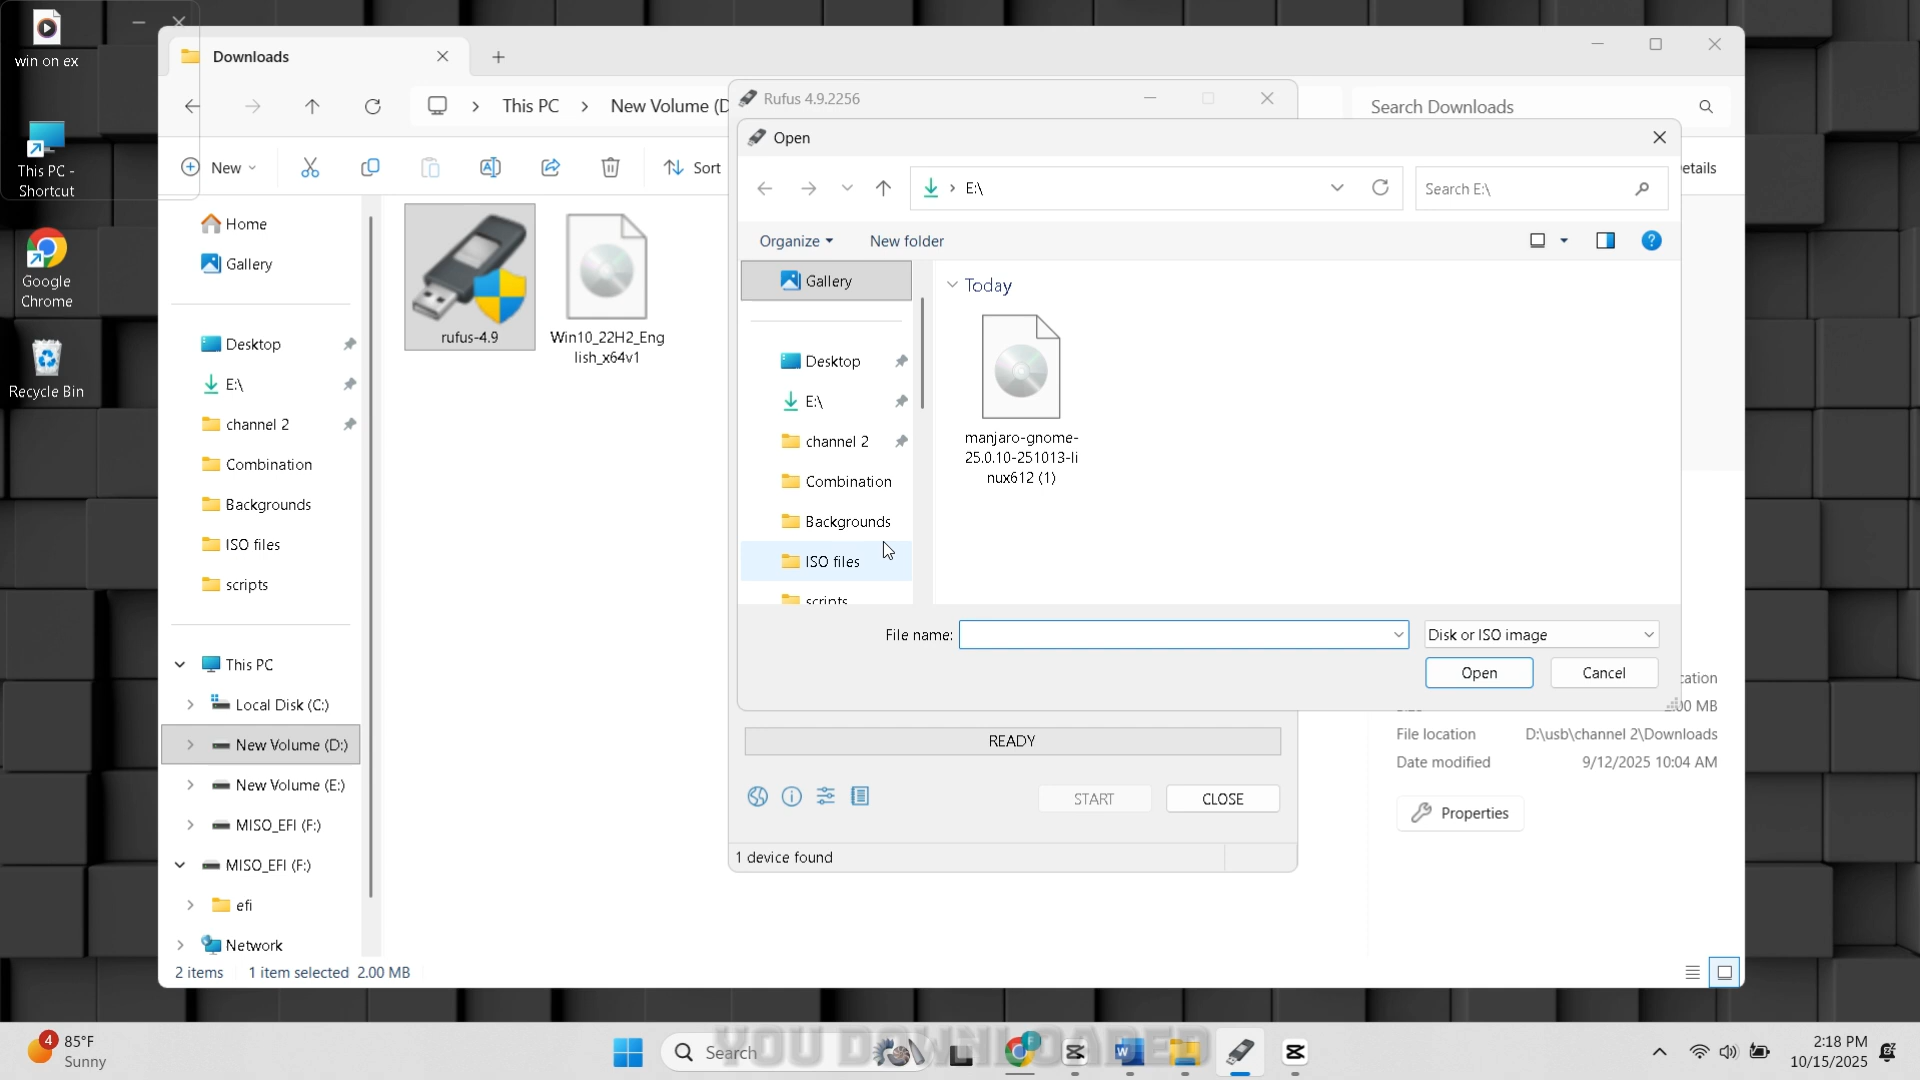 win on ex
This PC -
Shortcut
Google
Chrome
Recycle Bin
Downloads
This PC
New Volume (D
Search Downloads
New
Sort
etails
Home
Gallery
Desktop
E:\
channel 2
Combination
Backgrounds
ISO files
scripts
This PC
Local Disk (C:)
New Volume (D:)
New Volume (E:)
MISO_EFI (F:)
MISO_EFI (F:)
efi
Network
2 items
1 item selected 2.00 MB
rufus-4.9
Win10_22H2_Eng
lish_x64v1
Rufus 4.9.2256
Open
E:\
Search E:\
Organize
New folder
Gallery
Desktop
E:\
channel 2
Combination
Backgrounds
ISO files
scripts
Today
manjaro-gnome-
25.0.10-251013-li
nux612 (1)
File name:
Disk or ISO image
Open
Cancel
READY
START
CLOSE
1 device found
cation
.00 MB
File location
D:\usb\channel 2\Downloads
Date modified
9/12/2025 10:04 AM
Properties
4
85°F
Sunny
Search
YOU DOWNLOADED
2:18 PM
10/15/2025